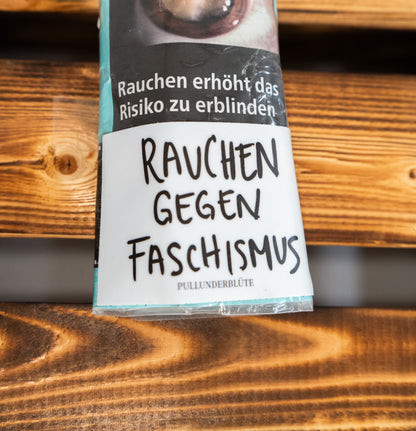 Rauchen erhöht das
Risiko zu erblinden
RAUCHEN
GEGEN
FASCHISMUS
PULLUNDERBLÜTE